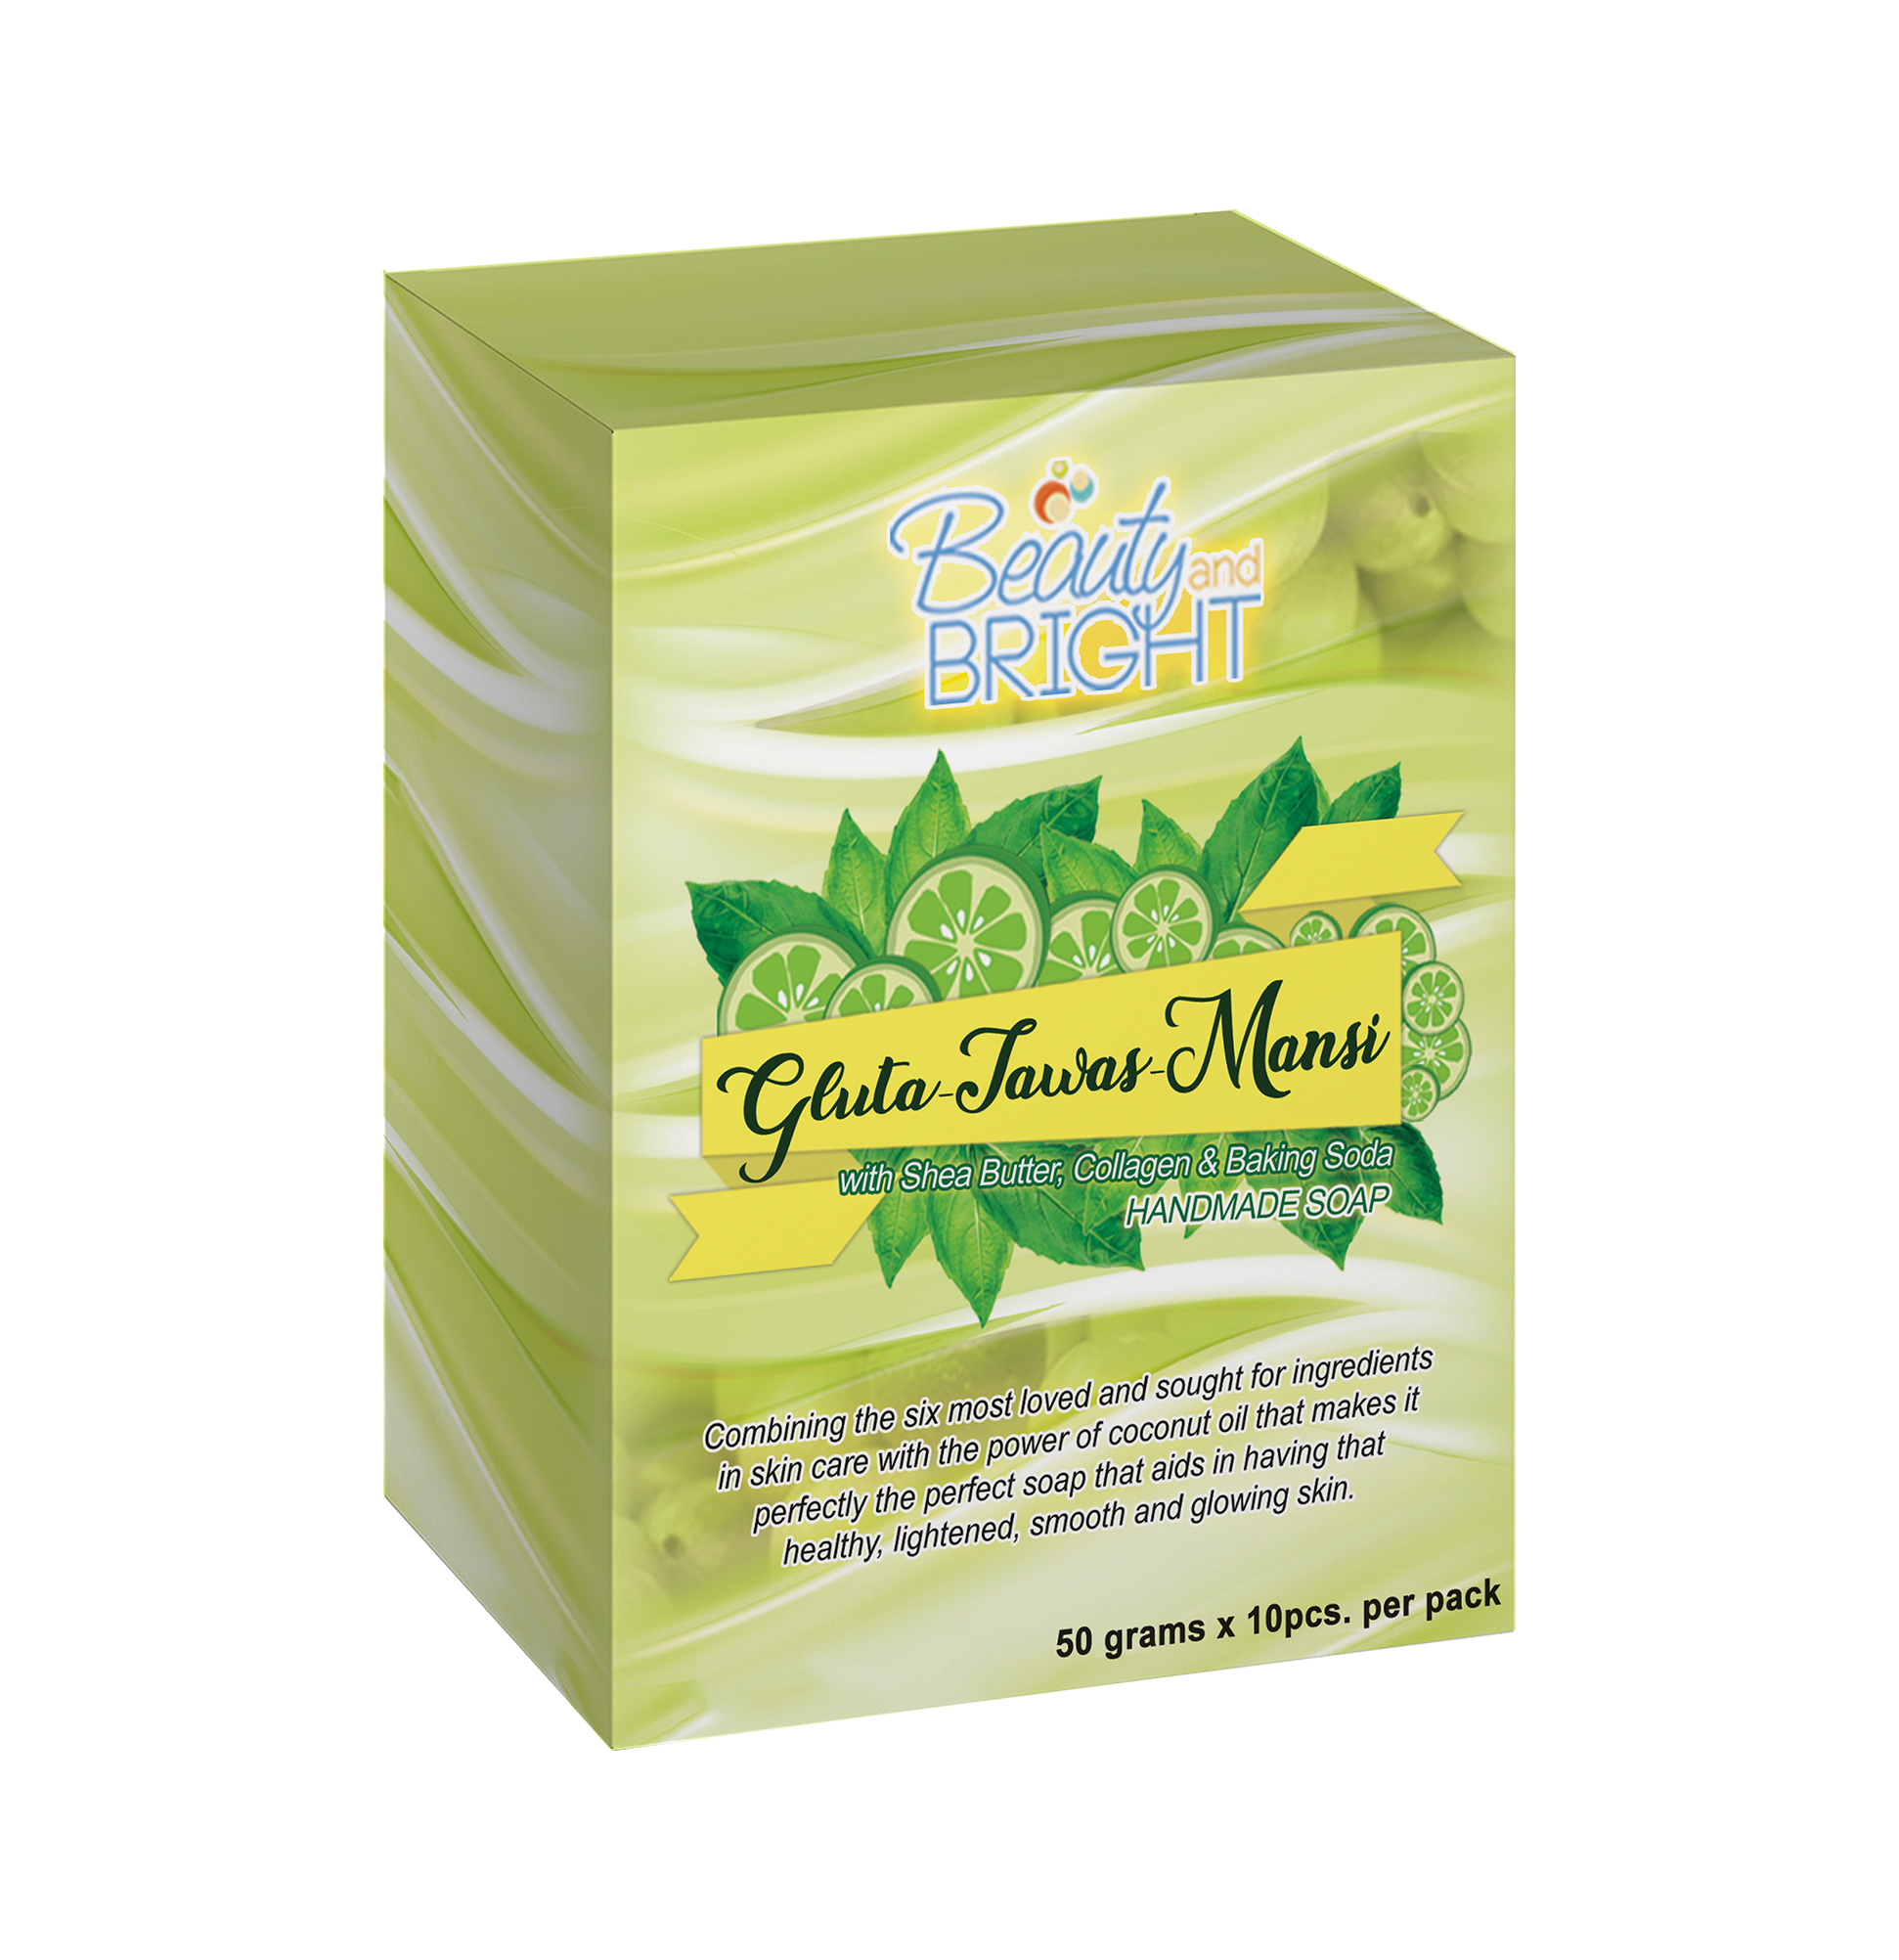 Beauty and
BRIGHT
Gluta-Tawas-Mansi
with Shea Butter, Collagen & Baking Soda
HANDMADE SOAP
Combining the six most loved and sought for ingredients
in skin care with the power of coconut oil that makes it
perfectly the perfect soap that aids in having that
healthy, lightened, smooth and glowing skin.
50 grams x 10pcs. per pack